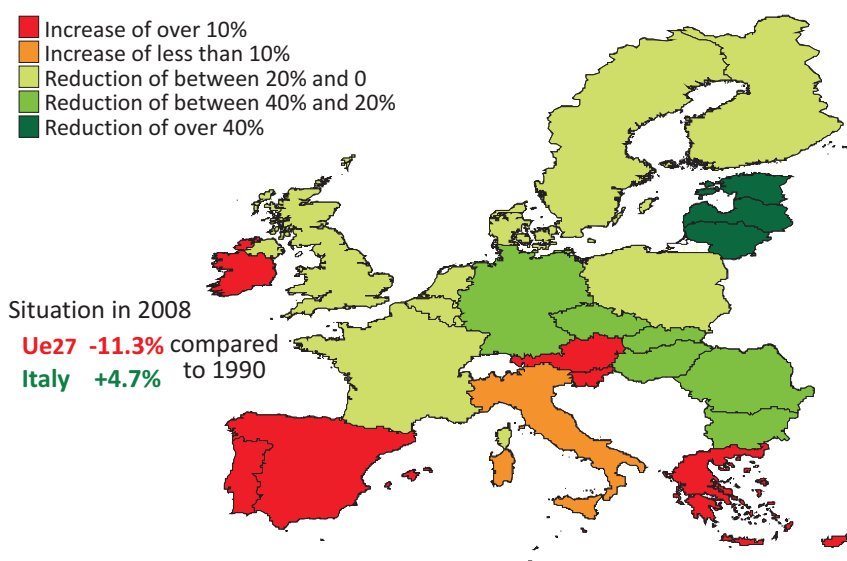 Increase of over 10%
Increase of less than 10%
Reduction of between 20% and 0
Reduction of between 40% and 20%
Reduction of over 40%
Situation in 2008
Ue27 -11.3% compared
Italy +4.7% to 1990